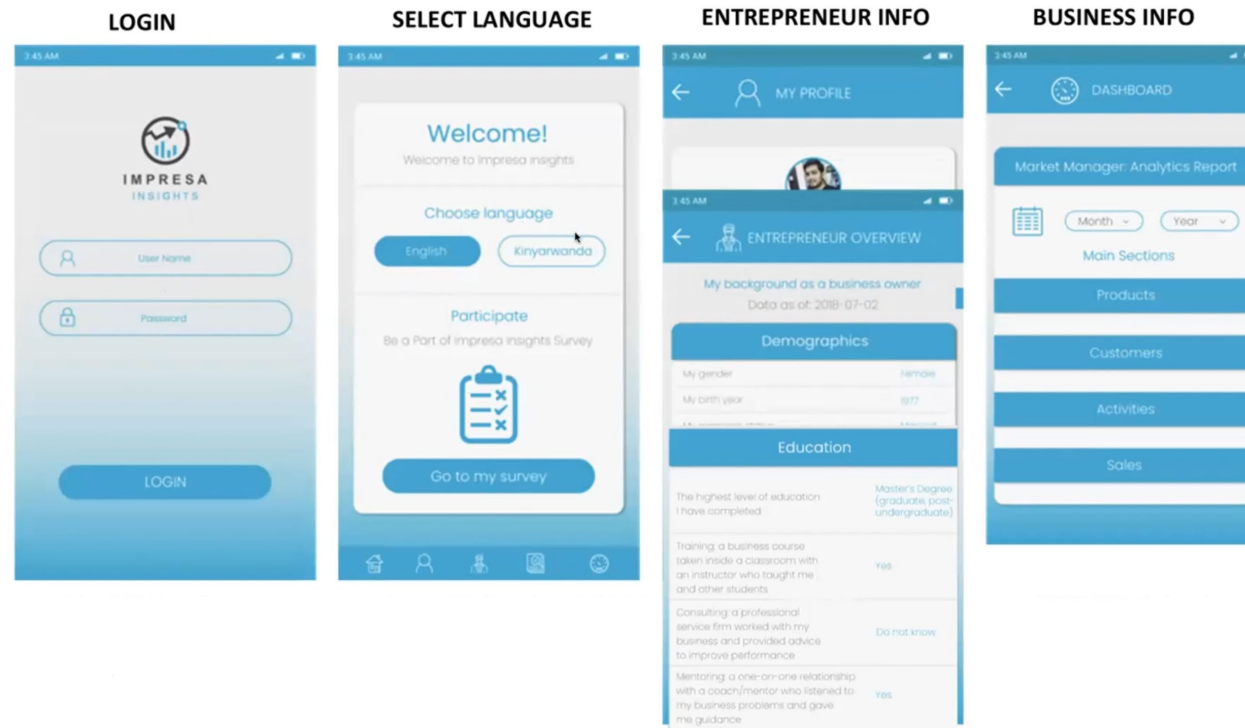 LOGIN
SELECT LANGUAGE
ENTREPRENEUR INFO
BUSINESS INFO
3:45 AM
IMPRESA
INSIGHTS
User Name
Password
LOGIN
3:45 AM
Welcome!
Welcome to Impresa insights
Choose language
English
Kinyarwanda
Participate
Be a Part of Impresa Insights Survey
Go to my survey
3:45 AM
MY PROFILE
3:45 AM
ENTREPRENEUR OVERVIEW
My background as a business owner
Data as of: 2018-07-02
Demographics
My gender
Female
My birth year
1977
Education
The highest level of education
I have completed
Master's Degree
(graduate, post-
undergraduate)
Training: a business course
taken inside a classroom with
an instructor who taught me
and other students
Yes
Consulting: a professional
service firm worked with my
business and provided advice
to improve performance
Do not know
Mentoring: a one-on-one relationship
with a coach/mentor who listened to
my business problems and gave
me guidance
Yes
3:45 AM
DASHBOARD
Market Manager: Analytics Report
Month
Year
Main Sections
Products
Customers
Activities
Sales